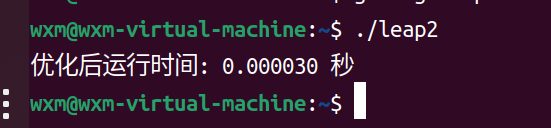 wxm@wxm-virtual-machine:~$ ./leap2
优化后运行时间: 0.000030 秒
wxm@wxm-virtual-machine:~$